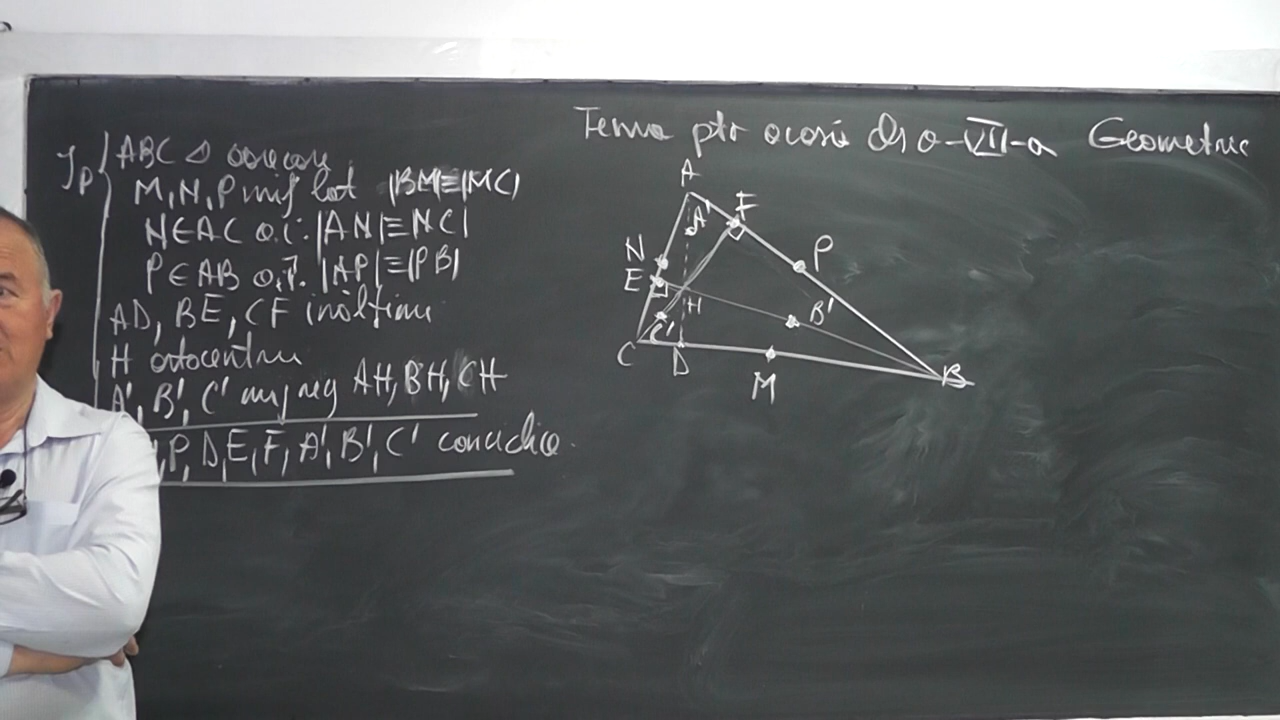 Tema ptr acasă cls a-VII-a Geometrie
Ip ABC Δ oarecare
M, N, P mij lat |BM|≡|MC|
N∈AC a.î. |AN|≡|NC|
P∈AB a.î. |AP|≡|PB|
AD, BE, CF înălțimi
H ortocentru
A', B', C' mij seg AH, BH, CH
,P, D, E, F, A', B', C' conciclice.
A
A'
F
N
P
E
H
B'
C'
C
D
M
B